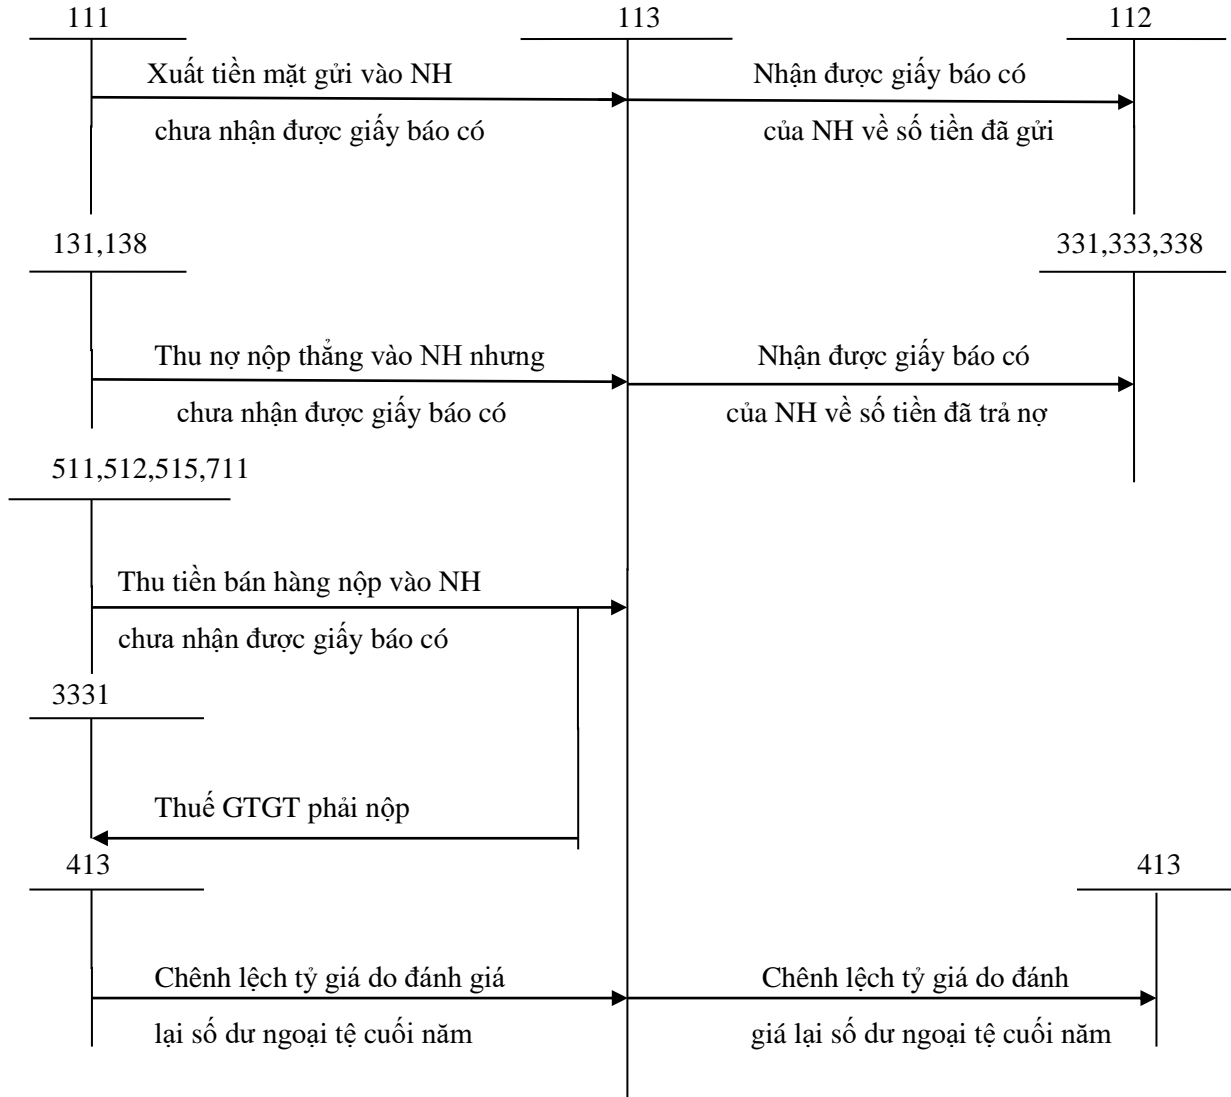 111
113
112
Xuất tiền mặt gửi vào NH
chưa nhận được giấy báo có
Nhận được giấy báo có
của NH về số tiền đã gửi
131,138
331,333,338
Thu nợ nộp thẳng vào NH nhưng
chưa nhận được giấy báo có
Nhận được giấy báo có
của NH về số tiền đã trả nợ
511,512,515,711
Thu tiền bán hàng nộp vào NH
chưa nhận được giấy báo có
3331
Thuế GTGT phải nộp
413
413
Chênh lệch tỷ giá do đánh giá
lại số dư ngoại tệ cuối năm
Chênh lệch tỷ giá do đánh
giá lại số dư ngoại tệ cuối năm